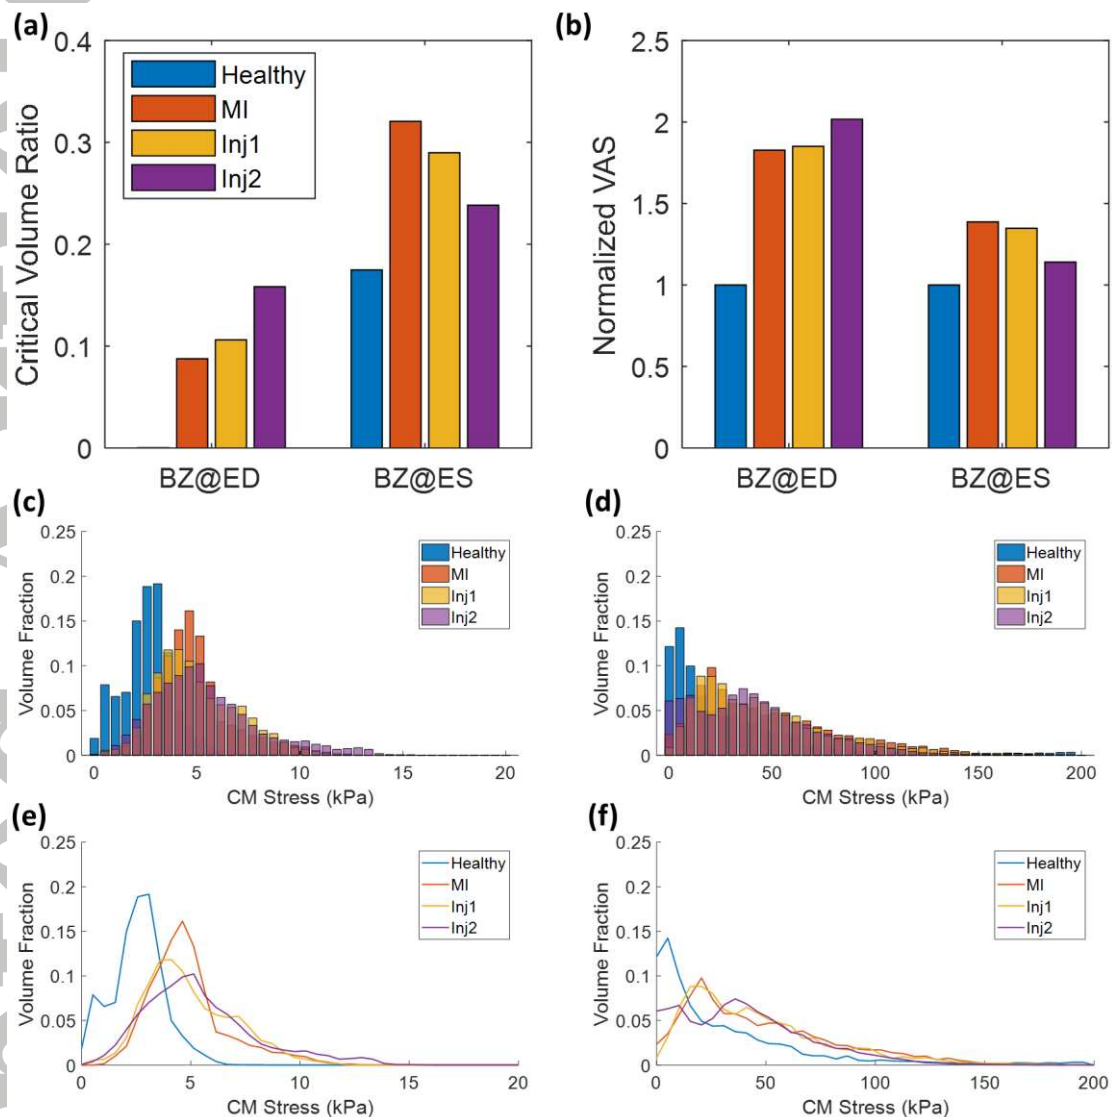 (a)
0.4
0.3
0.2
0.1
0
Critical Volume Ratio
Healthy
MI
Inj1
Inj2
BZ@ED
BZ@ES
(b)
2.5
2
1.5
1
0.5
0
Normalized VAS
BZ@ED
BZ@ES
(c)
0.25
0.2
0.15
0.1
0.05
0
Volume Fraction
Healthy
MI
Inj1
Inj2
0 5 10 15 20
CM Stress (kPa)
(d)
0.25
0.2
0.15
0.1
0.05
0
Volume Fraction
Healthy
MI
Inj1
Inj2
0 50 100 150 200
CM Stress (kPa)
(e)
0.25
0.2
0.15
0.1
0.05
0
Volume Fraction
Healthy
MI
Inj1
Inj2
0 5 10 15 20
CM Stress (kPa)
(f)
0.25
0.2
0.15
0.1
0.05
0
Volume Fraction
Healthy
MI
Inj1
Inj2
0 50 100 150 200
CM Stress (kPa)